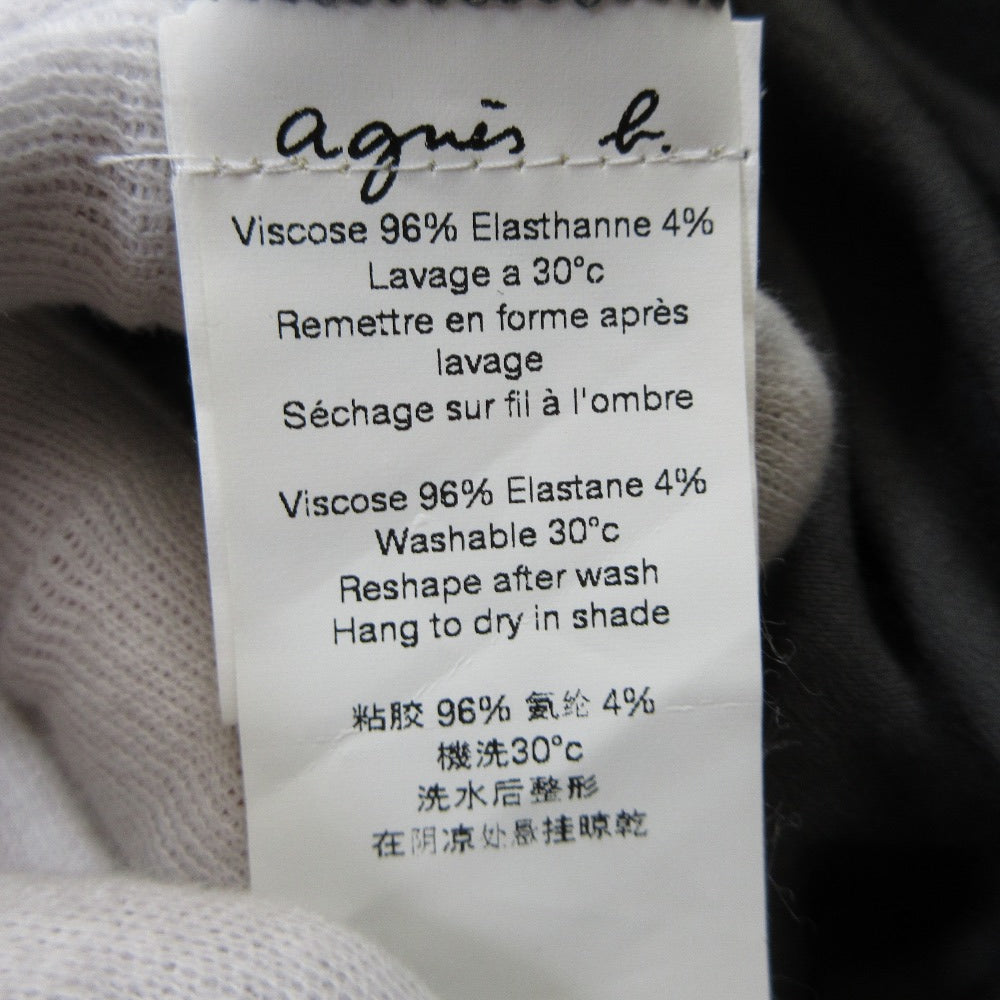 agnès b.
Viscose 96% Elasthanne 4%
Lavage a 30°c
Remettre en forme après
lavage
Séchage sur fil à l'ombre
Viscose 96% Elastane 4%
Washable 30°c
Reshape after wash
Hang to dry in shade
粘胶 96% 氨纶 4%
機洗30°c
洗水后整形
在阴凉处悬挂晾乾